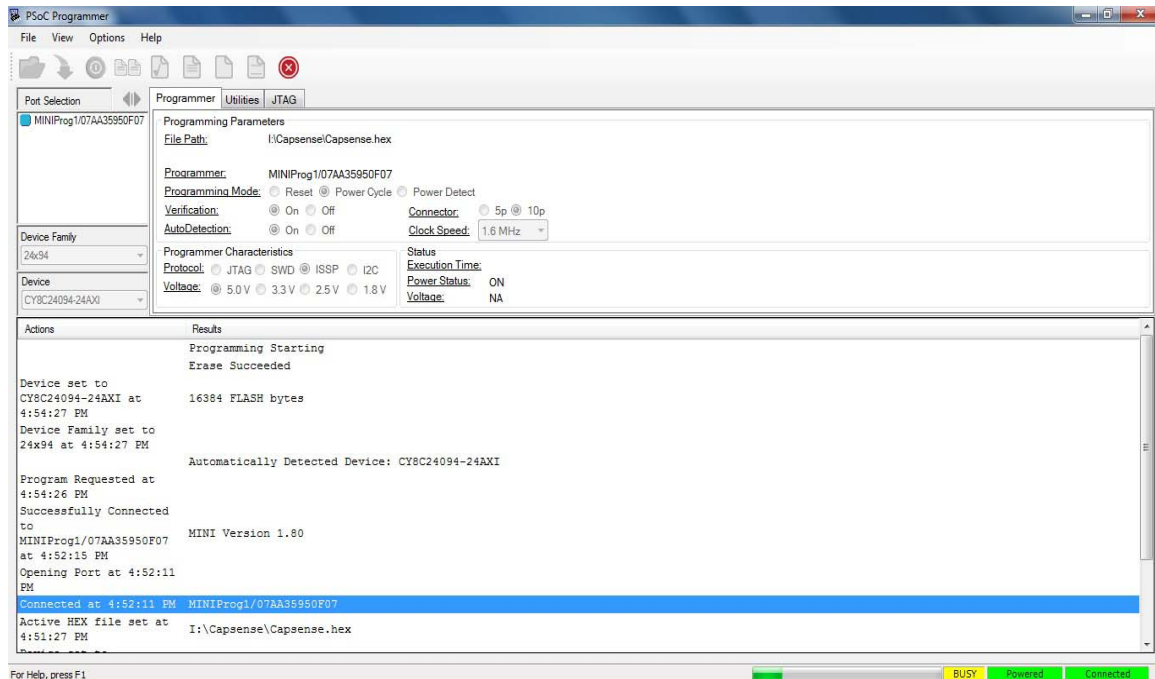 PSoC Programmer
File View Options Help
Port Selection
Programmer Utilities JTAG
MINIProg1/07AA35950F07
Programming Parameters
File Path: I:\Capsense\Capsense.hex
Programmer: MINIProg1/07AA35950F07
Programming Mode: Reset Power Cycle Power Detect
Verification: On Off Connector: 5p 10p
AutoDetection: On Off Clock Speed: 1.6 MHz
Device Family
24x94
Device
CY8C24094-24AXI
Programmer Characteristics
Protocol: JTAG SWD ISSP I2C
Voltage: 5.0 V 3.3 V 2.5 V 1.8 V
Status
Execution Time:
Power Status: ON
Voltage: NA
Actions Results
Programming Starting
Erase Succeeded
Device set to
CY8C24094-24AXI at 16384 FLASH bytes
4:54:27 PM
Device Family set to
24x94 at 4:54:27 PM
Automatically Detected Device: CY8C24094-24AXI
Program Requested at
4:54:26 PM
Successfully Connected
to
MINIProg1/07AA35950F07 MINI Version 1.80
at 4:52:15 PM
Opening Port at 4:52:11
PM
Connected at 4:52:11 PM MINIProg1/07AA35950F07
Active HEX file set at
4:51:27 PM I:\Capsense\Capsense.hex
Device set to
For Help, press F1
BUSY Powered Connected